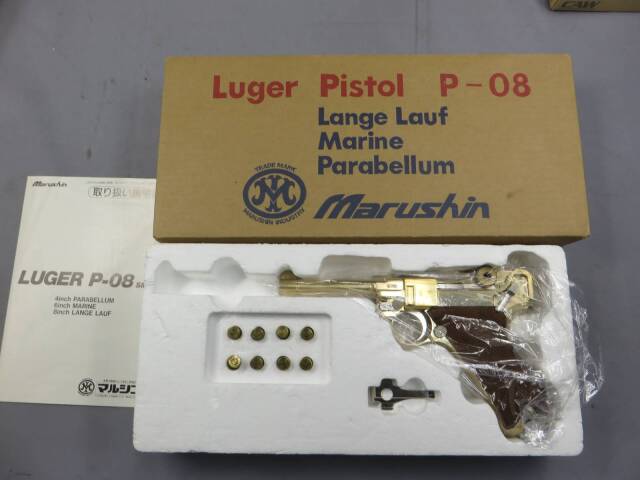 CAW
Luger Pistol P-08
Lange Lauf
Marine
Parabellum
TRADE MARK
MARUSHIN INDUSTRY
Marushin
Marushin
取り扱い説明
LUGER P-08
4inch PARABELLUM
6inch MARINE
8inch LANGE LAUF
マルシン